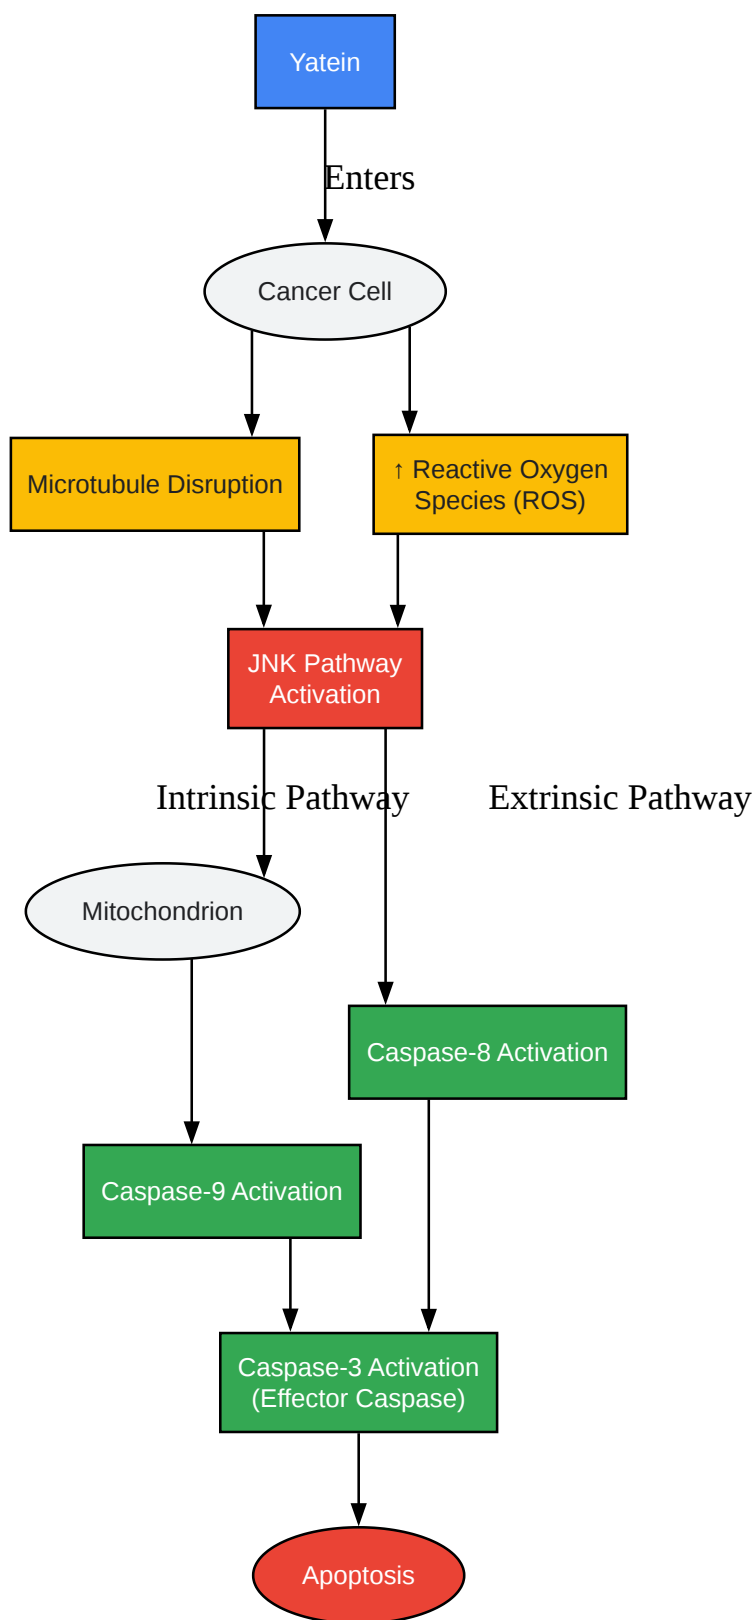 Yatein
Enters
Cancer Cell
Microtubule Disruption
↑ Reactive Oxygen
Species (ROS)
JNK Pathway
Activation
Intrinsic Pathway
Extrinsic Pathway
Mitochondrion
Caspase-8 Activation
Caspase-9 Activation
Caspase-3 Activation
(Effector Caspase)
Apoptosis